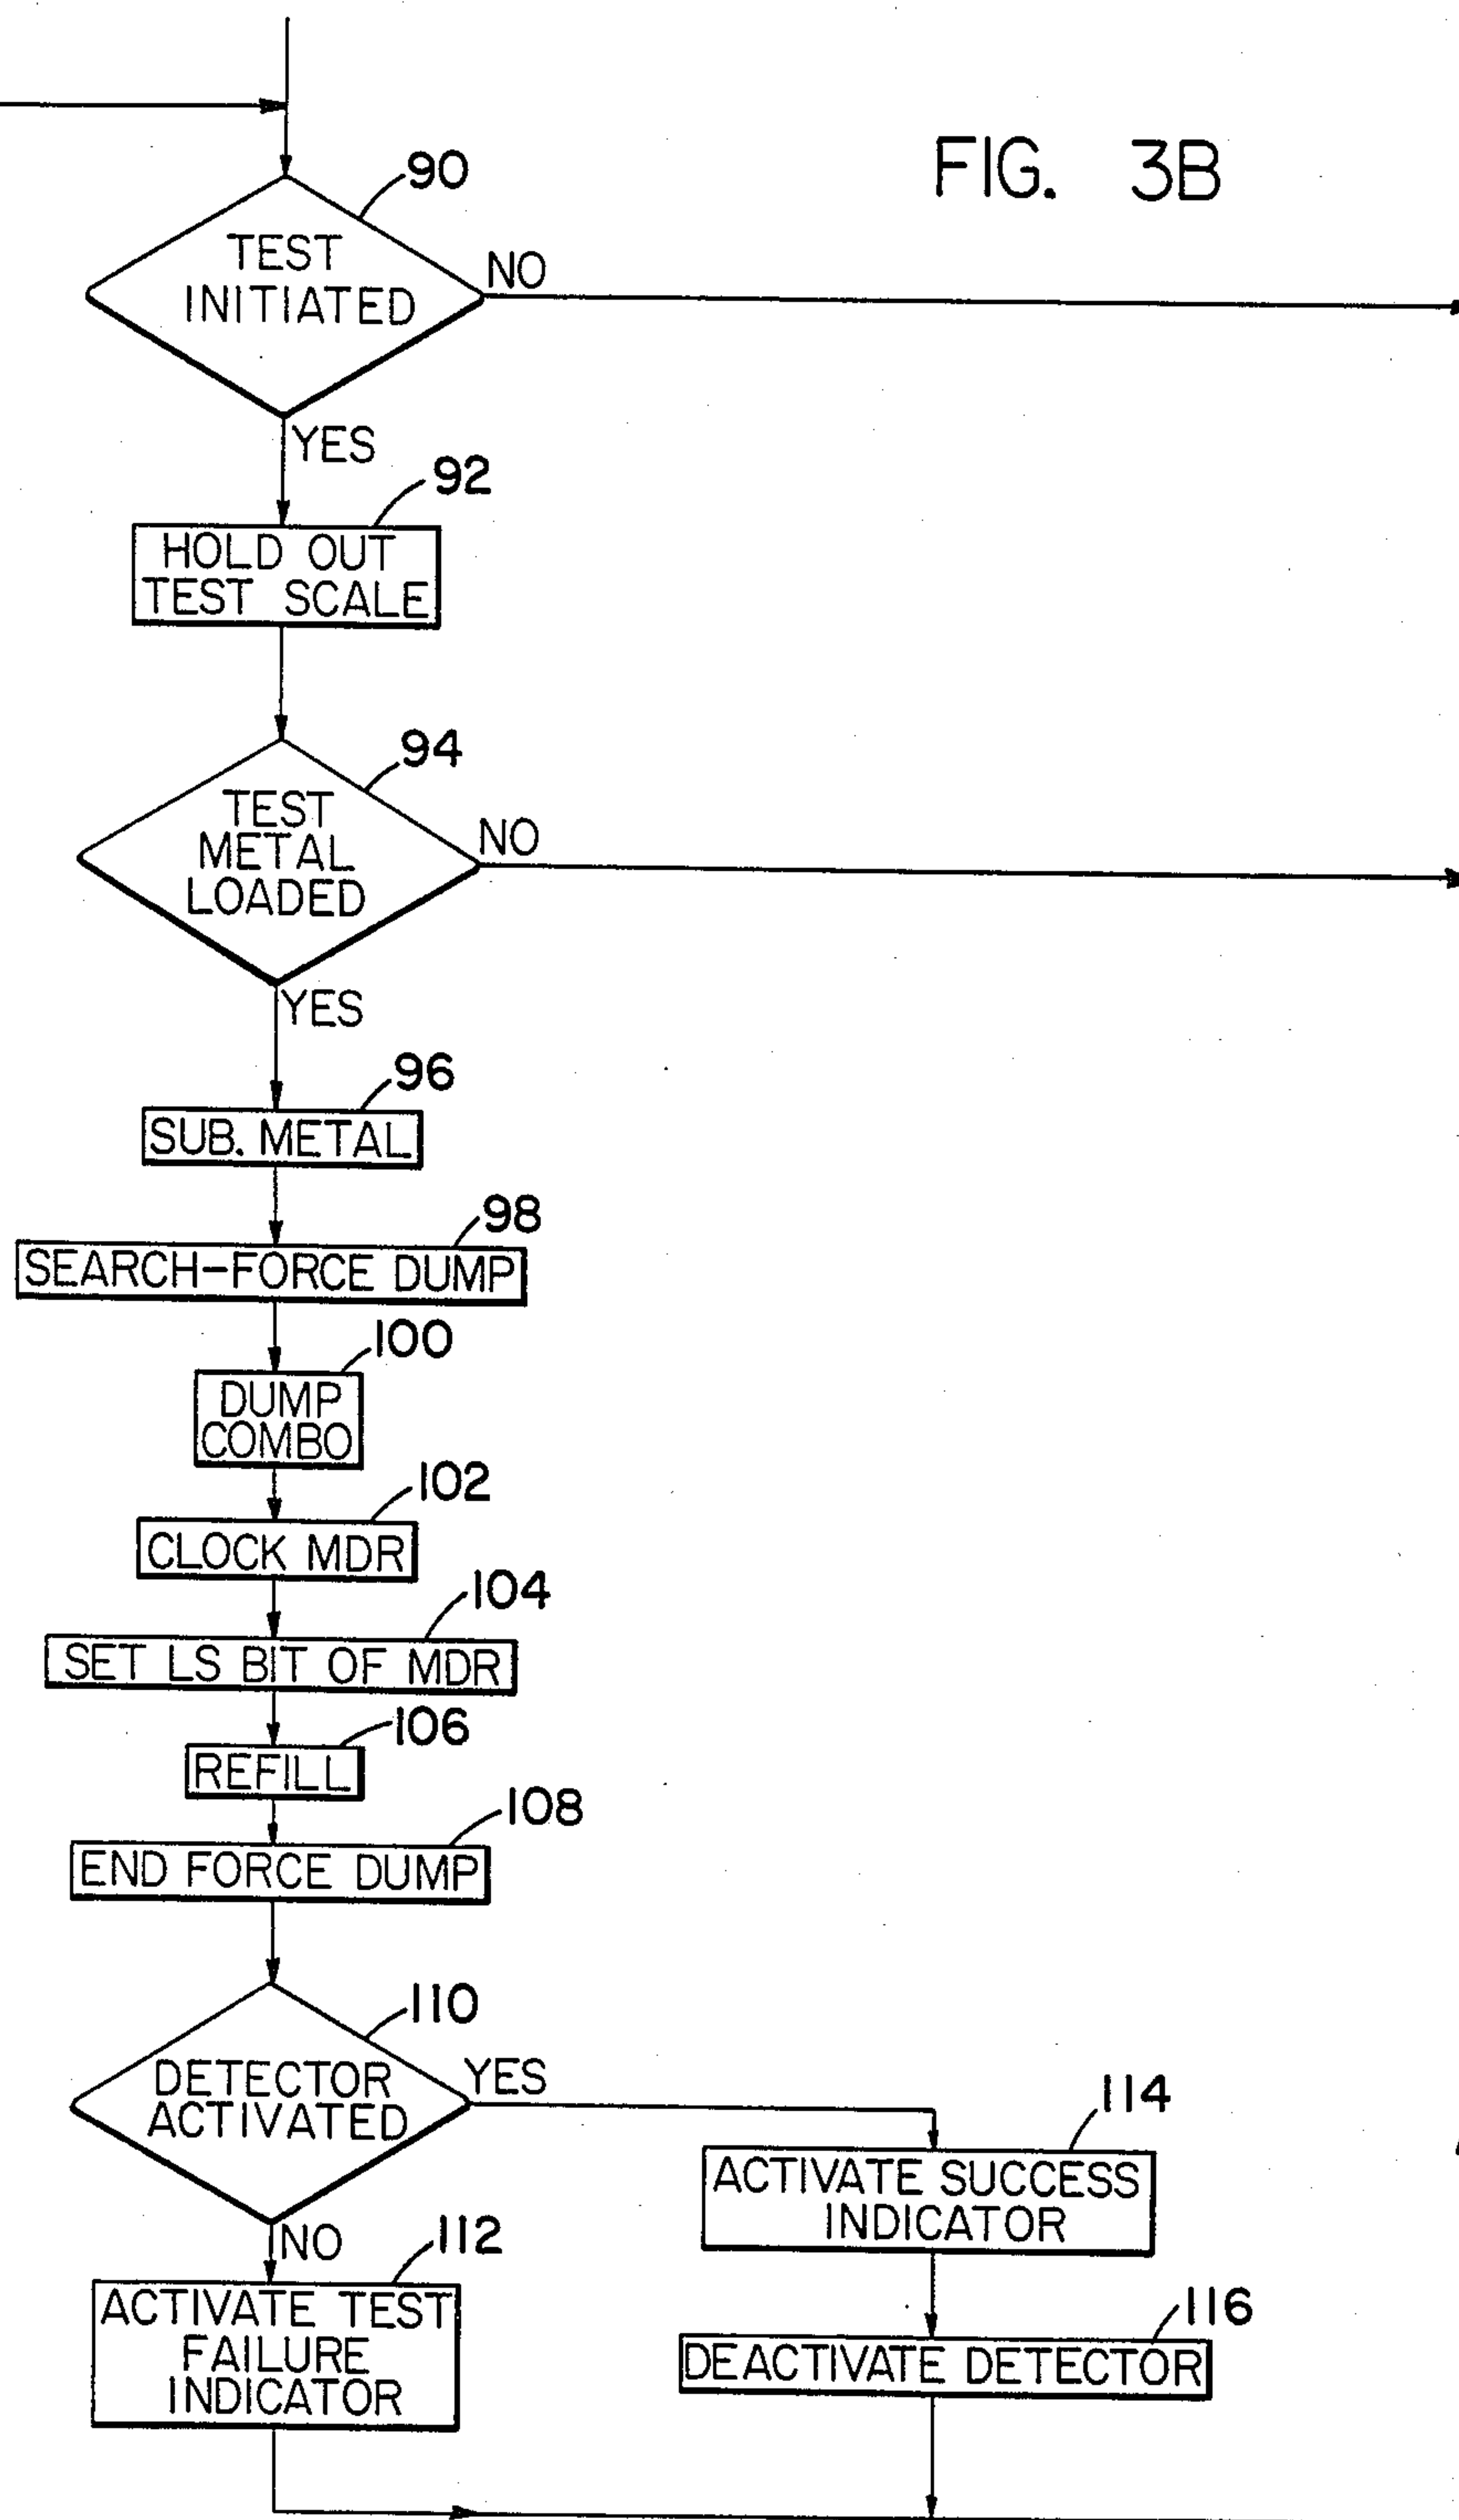 FIG. 3B
90
TEST
INITIATED
NO
YES
92
HOLD OUT
TEST SCALE
94
TEST
METAL
LOADED
NO
YES
96
SUB. METAL
98
SEARCH-FORCE DUMP
100
DUMP
COMBO
102
CLOCK MDR
104
SET LS BIT OF MDR
106
REFILL
108
END FORCE DUMP
110
DETECTOR
ACTIVATED
YES
NO
114
ACTIVATE SUCCESS
INDICATOR
112
ACTIVATE TEST
FAILURE
INDICATOR
116
DEACTIVATE DETECTOR